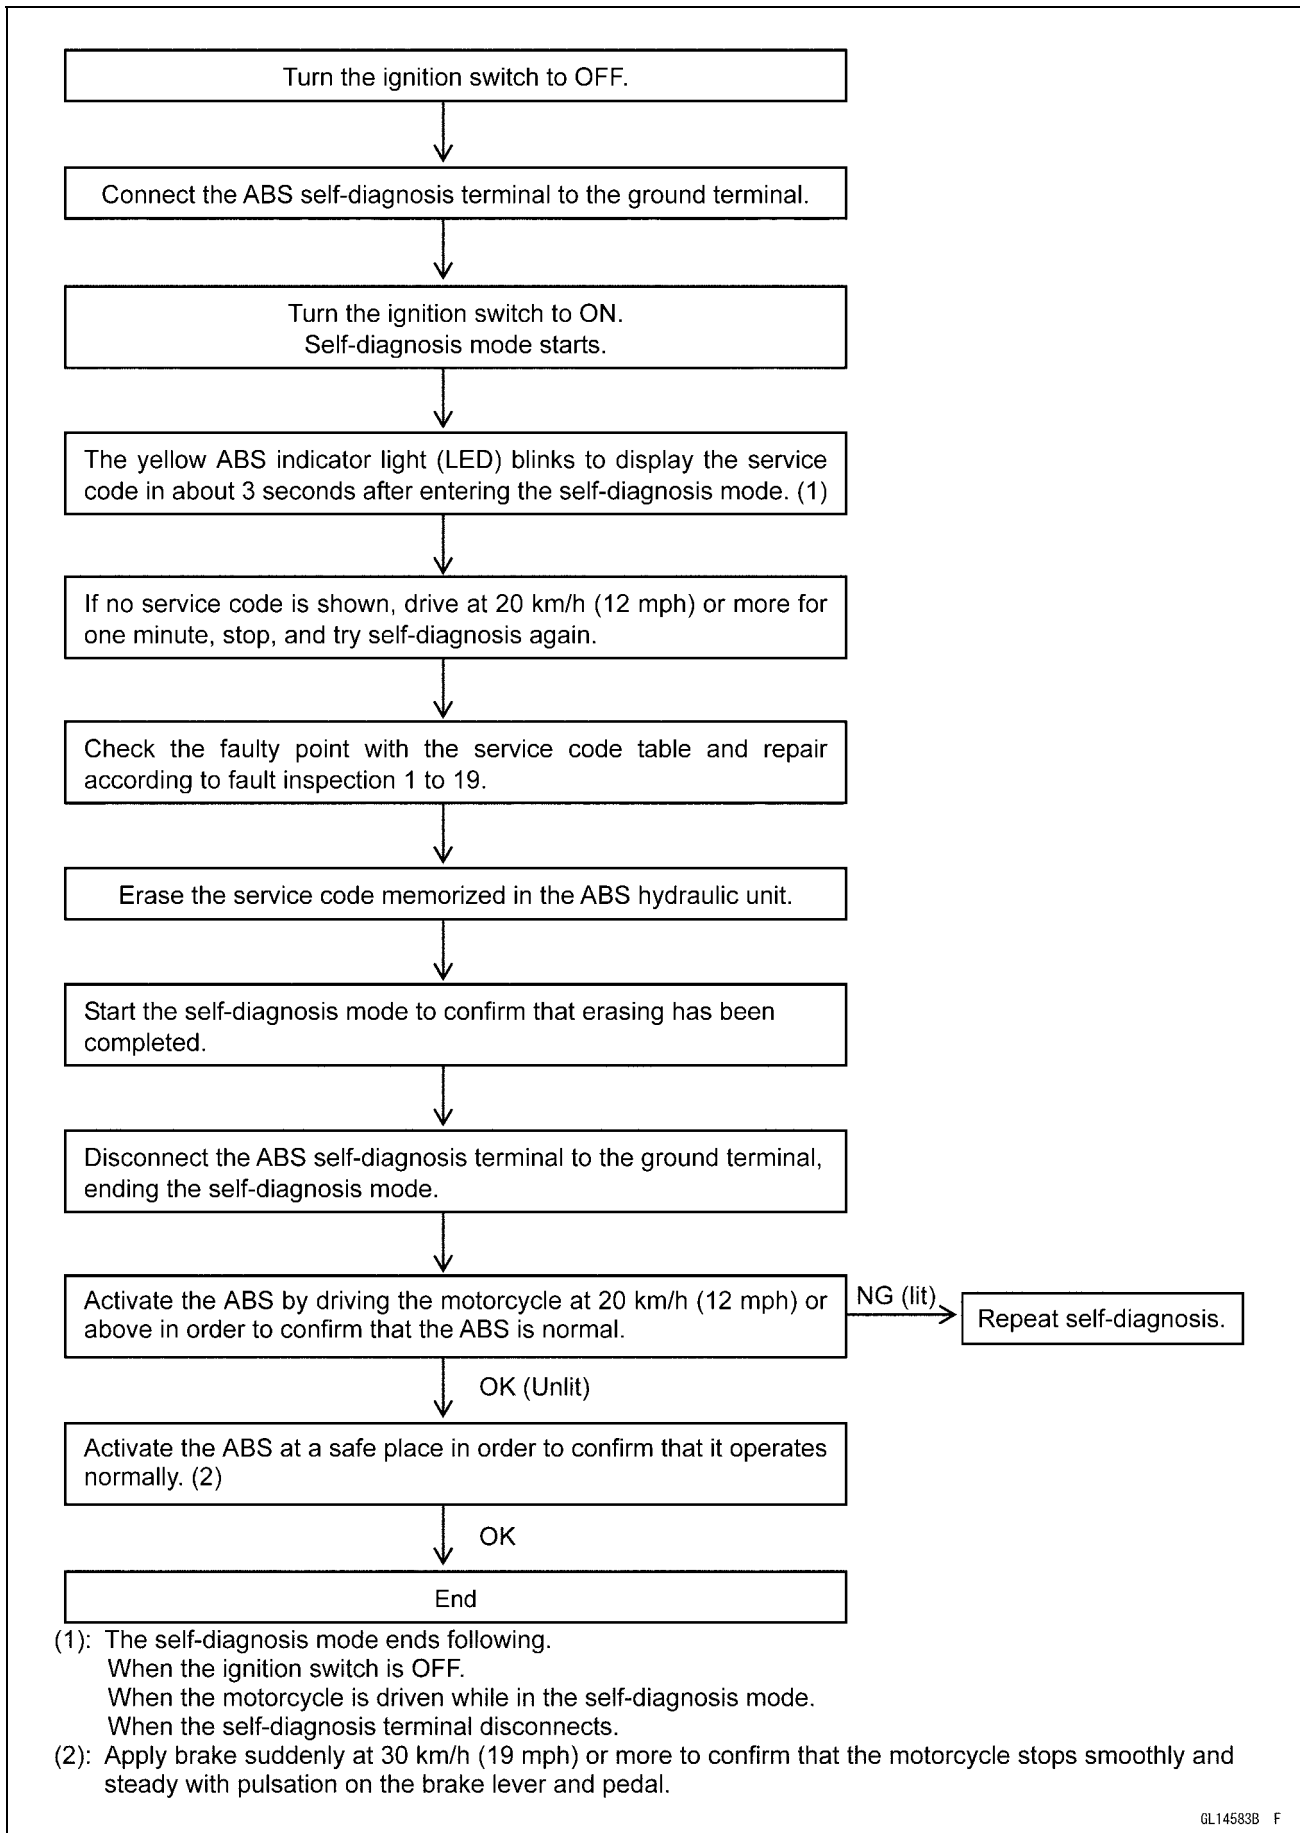 Turn the ignition switch to OFF.
Connect the ABS self-diagnosis terminal to the ground terminal.
Turn the ignition switch to ON.
Self-diagnosis mode starts.
The yellow ABS indicator light (LED) blinks to display the service
code in about 3 seconds after entering the self-diagnosis mode. (1)
If no service code is shown, drive at 20 km/h (12 mph) or more for
one minute, stop, and try self-diagnosis again.
Check the faulty point with the service code table and repair
according to fault inspection 1 to 19.
Erase the service code memorized in the ABS hydraulic unit.
Start the self-diagnosis mode to confirm that erasing has been
completed.
Disconnect the ABS self-diagnosis terminal to the ground terminal,
ending the self-diagnosis mode.
Activate the ABS by driving the motorcycle at 20 km/h (12 mph) or
above in order to confirm that the ABS is normal.
NG (lit)
Repeat self-diagnosis.
OK (Unlit)
Activate the ABS at a safe place in order to confirm that it operates
normally. (2)
OK
End
(1): The self-diagnosis mode ends following.
When the ignition switch is OFF.
When the motorcycle is driven while in the self-diagnosis mode.
When the self-diagnosis terminal disconnects.
(2): Apply brake suddenly at 30 km/h (19 mph) or more to confirm that the motorcycle stops smoothly and
steady with pulsation on the brake lever and pedal.
GL14583B F